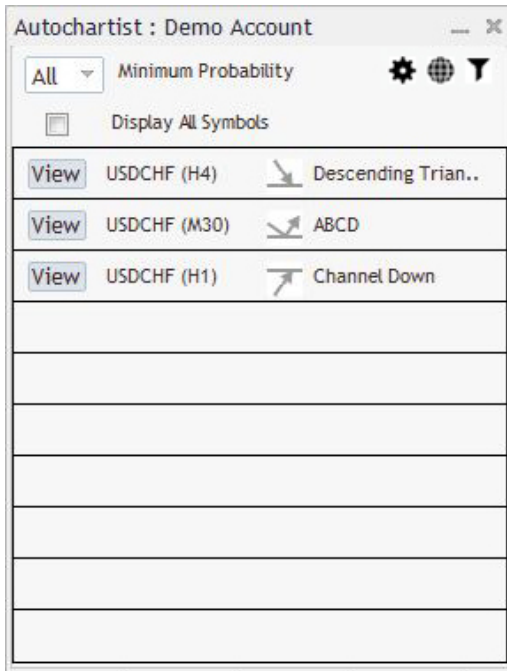 Autochartist : Demo Account
All Minimum Probability
Display All Symbols
View USDCHF (H4) Descending Trian..
View USDCHF (M30) ABCD
View USDCHF (H1) Channel Down